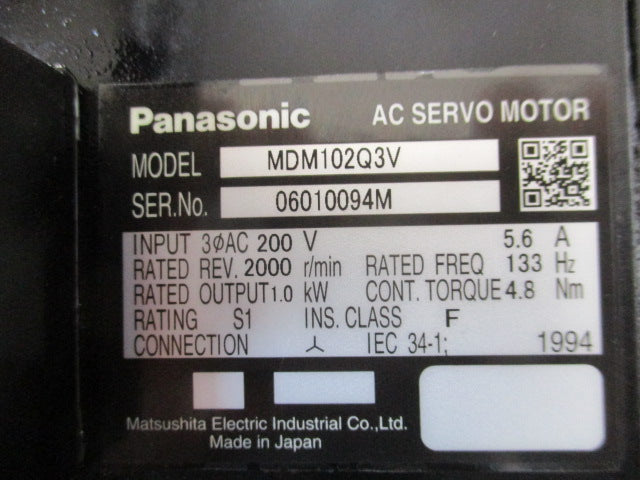 Panasonic AC SERVO MOTOR
MODEL MDM102Q3V
SER.No. 06010094M
INPUT 3ØAC 200 V 5.6 A
RATED REV. 2000 r/min RATED FREQ 133 Hz
RATED OUTPUT 1.0 kW CONT. TORQUE 4.8 Nm
RATING S1 INS. CLASS F
CONNECTION IEC 34-1; 1994
Matsushita Electric Industrial Co.,Ltd.
Made in Japan